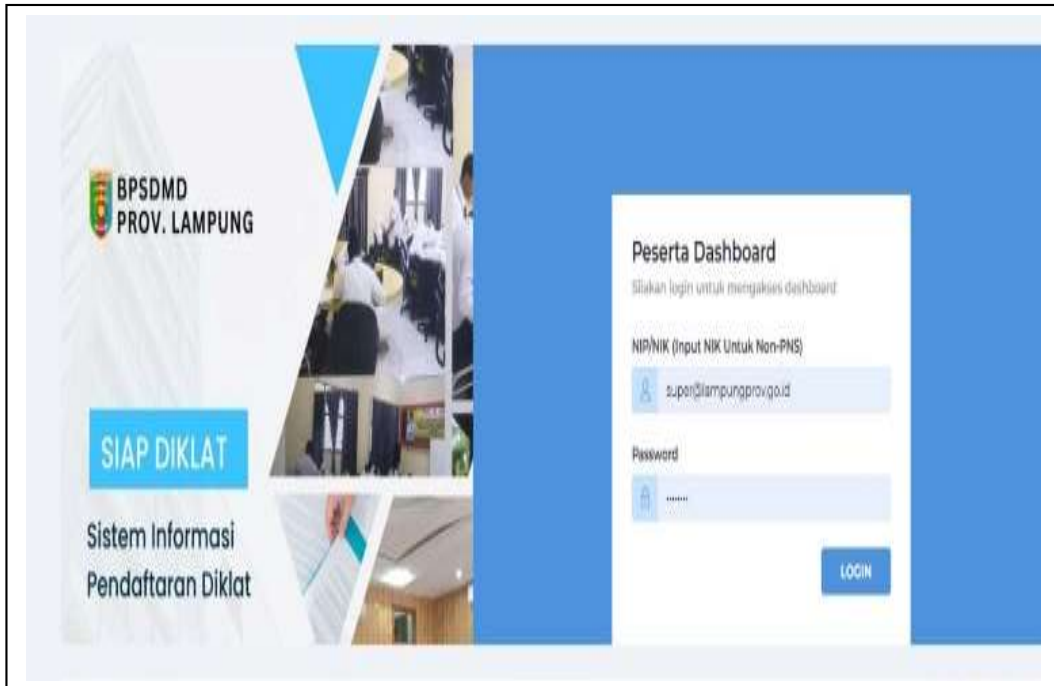 BPSDMD
PROV. LAMPUNG
SIAP DIKLAT
Sistem Informasi
Pendaftaran Diklat
Peserta Dashboard
Silakan login untuk mengakses dashboard
NIP/NIK (Input NIK Untuk Non-PNS)
super@lampungprov.go.id
Password
••••••••
LOGIN